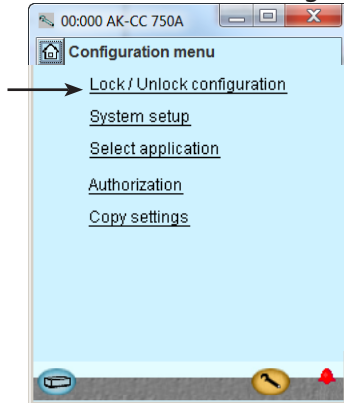 00:000 AK-CC 750A
Configuration menu
Lock / Unlock configuration
System setup
Select application
Authorization
Copy settings